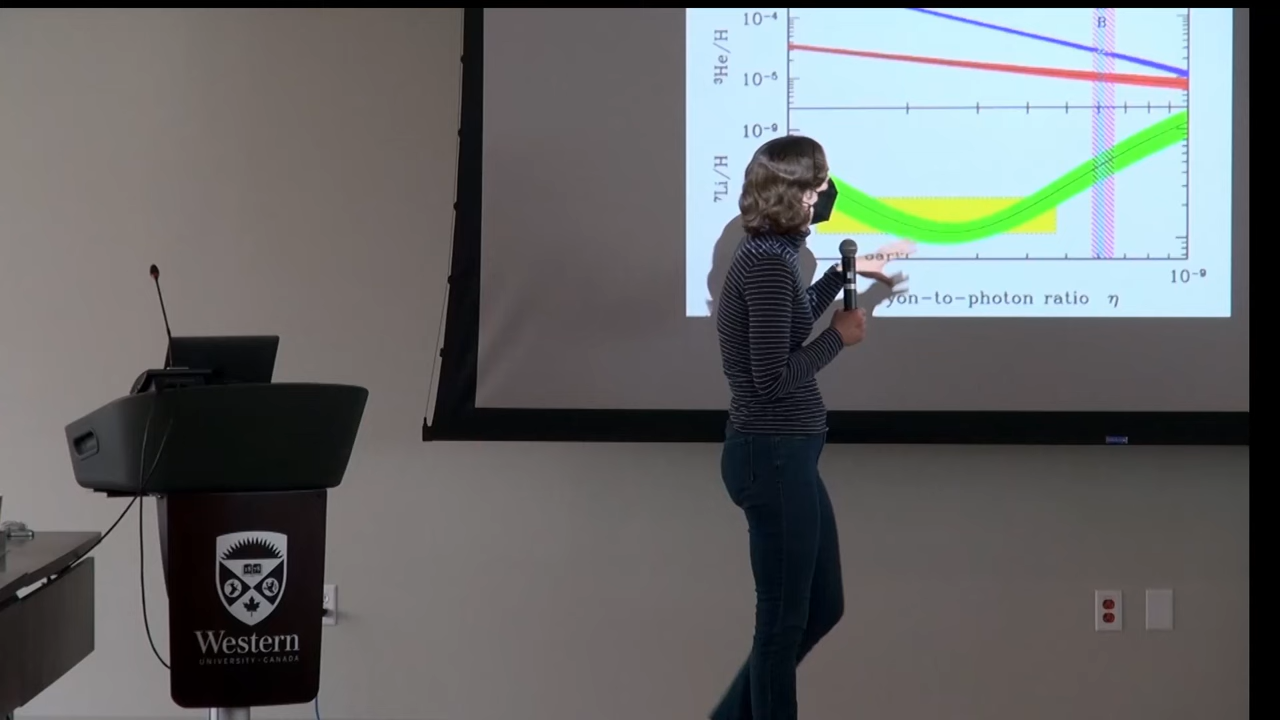 10-4
B
³He/H
10-5
10-9
⁷Li/H
10-9
yon-to-photon ratio η
Western
UNIVERSITY · CANADA